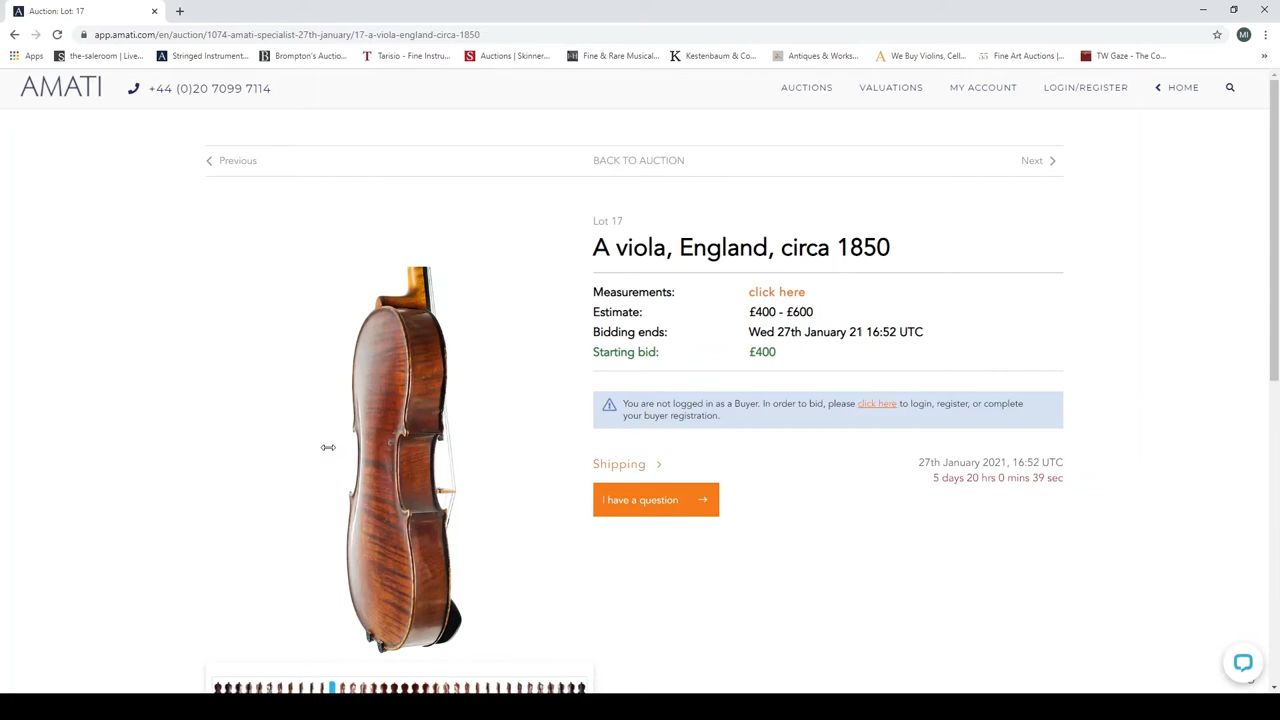 Auction: Lot: 17
app.amati.com/en/auction/1074-amati-specialist-27th-january/17-a-viola-england-circa-1850
MI
Apps
the-saleroom | Live...
Stringed Instrument...
Brompton's Auction...
Tarisio - Fine Instru...
Auctions | Skinner...
Fine & Rare Musical...
Kestenbaum & Co...
Antiques & Works...
We Buy Violins, Cell...
Fine Art Auctions |...
TW Gaze - The Co...
AMATI
+44 (0)20 7099 7114
AUCTIONS
VALUATIONS
MY ACCOUNT
LOGIN/REGISTER
HOME
Previous
BACK TO AUCTION
Next
Lot 17
A viola, England, circa 1850
Measurements: click here
Estimate: £400 - £600
Bidding ends: Wed 27th January 21 16:52 UTC
Starting bid: £400
You are not logged in as a Buyer. In order to bid, please click here to login, register, or complete
your buyer registration.
Shipping
27th January 2021, 16:52 UTC
5 days 20 hrs 0 mins 39 sec
I have a question